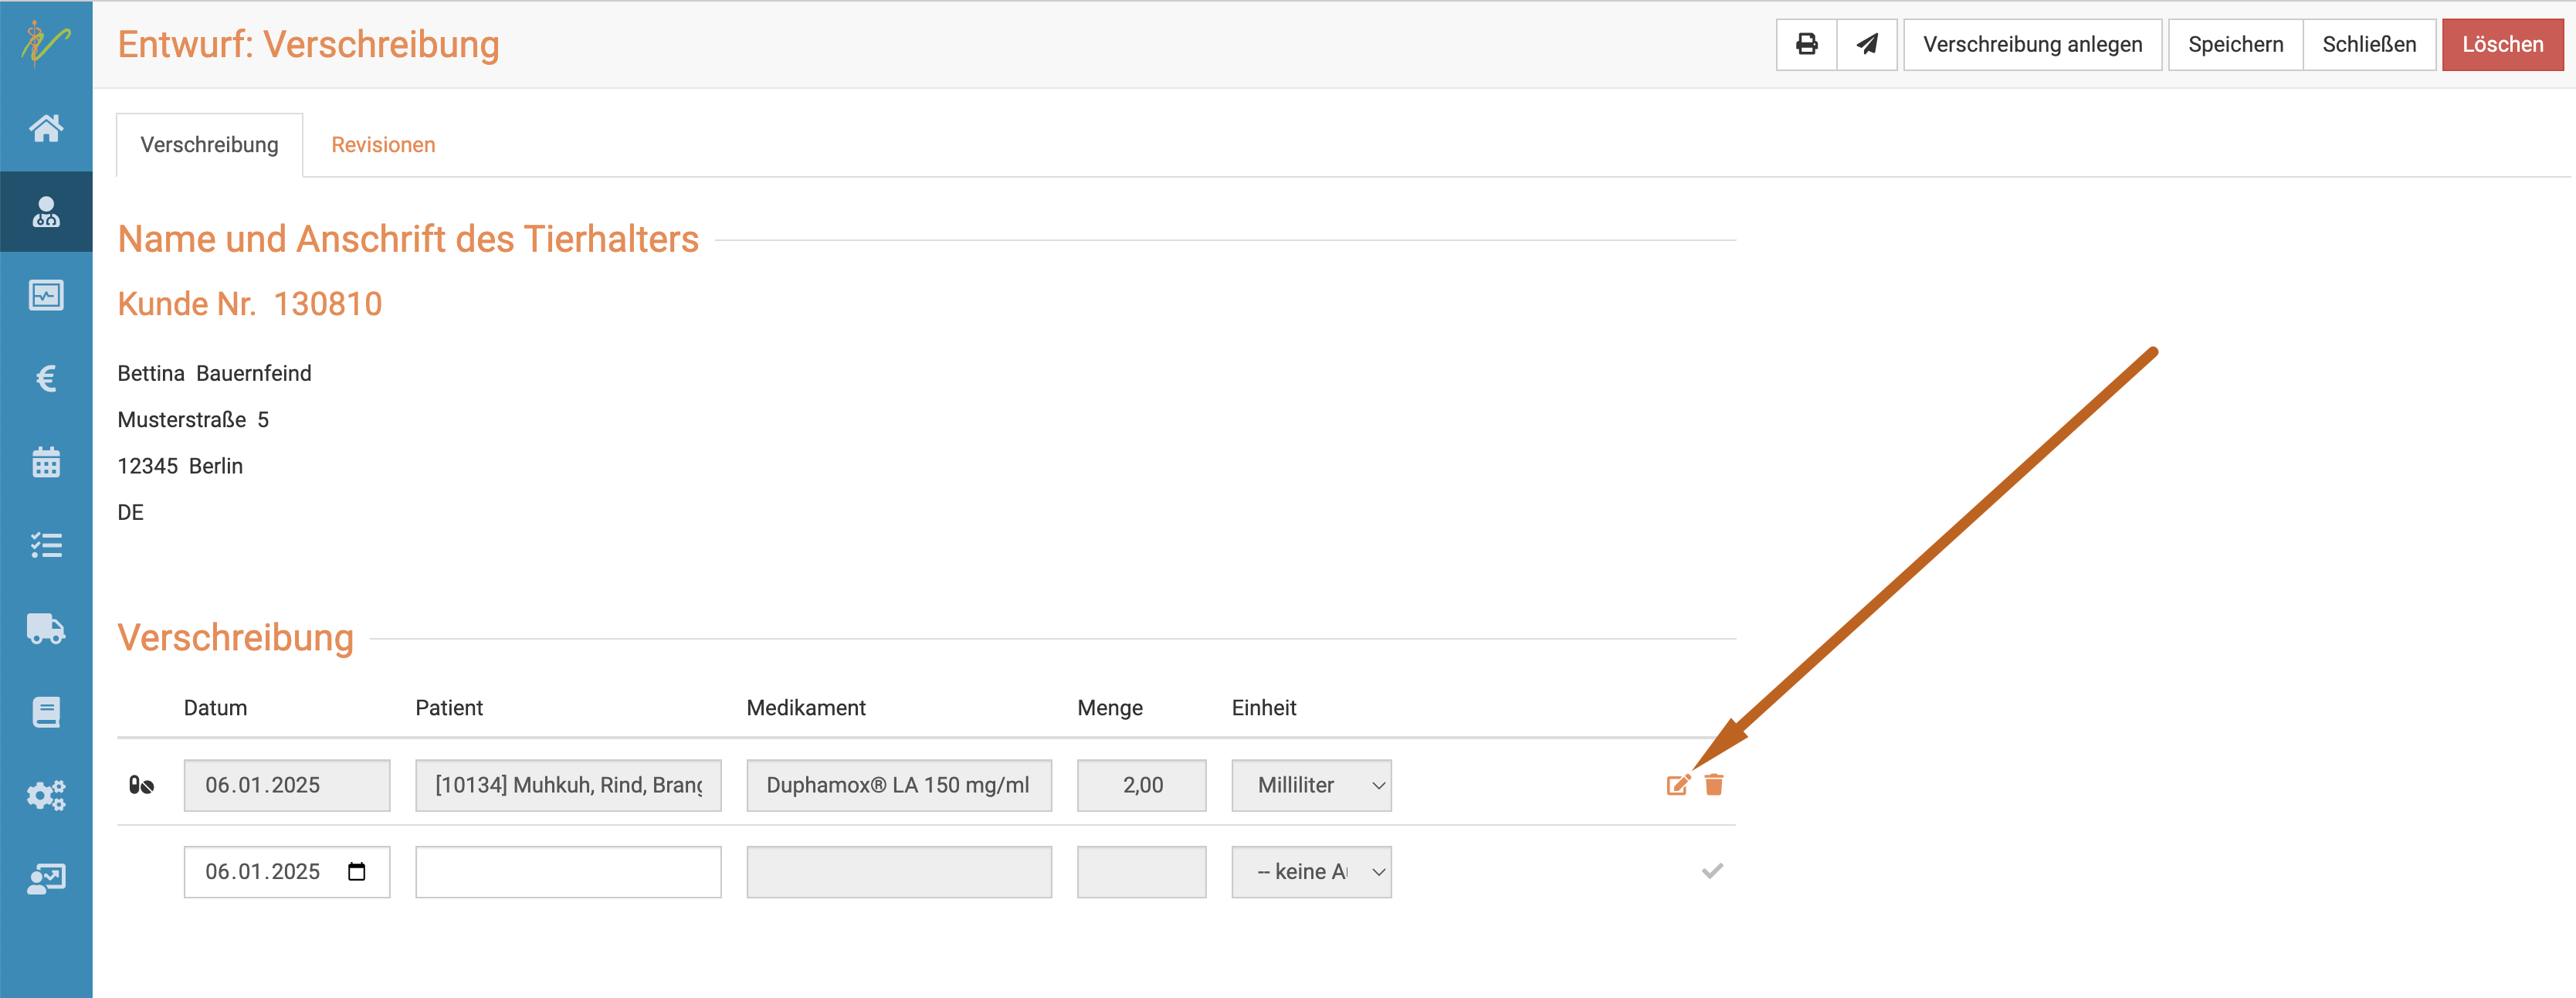 Entwurf: Verschreibung
Verschreibung anlegen
Speichern
Schließen
Löschen
Verschreibung
Revisionen
Name und Anschrift des Tierhalters
Kunde Nr. 130810
Bettina Bauernfeind
Musterstraße 5
12345 Berlin
DE
Verschreibung
Datum Patient Medikament Menge Einheit
06.01.2025 [10134] Muhkuh, Rind, Brang Duphamox® LA 150 mg/ml 2,00 Milliliter
06.01.2025 -- keine Au